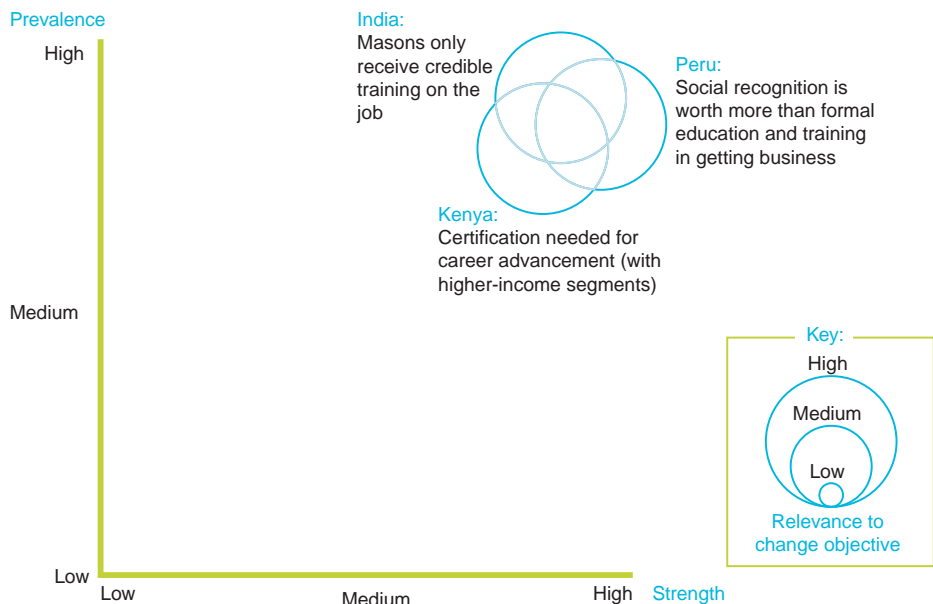 Prevalence
High
Medium
Low
India:
Masons only
receive credible
training on the
job
Peru:
Social recognition is
worth more than formal
education and training
in getting business
Kenya:
Certification needed for
career advancement (with
higher-income segments)
Key:
High
Medium
Low
Relevance to
change objective
Low
Medium
High
Strength